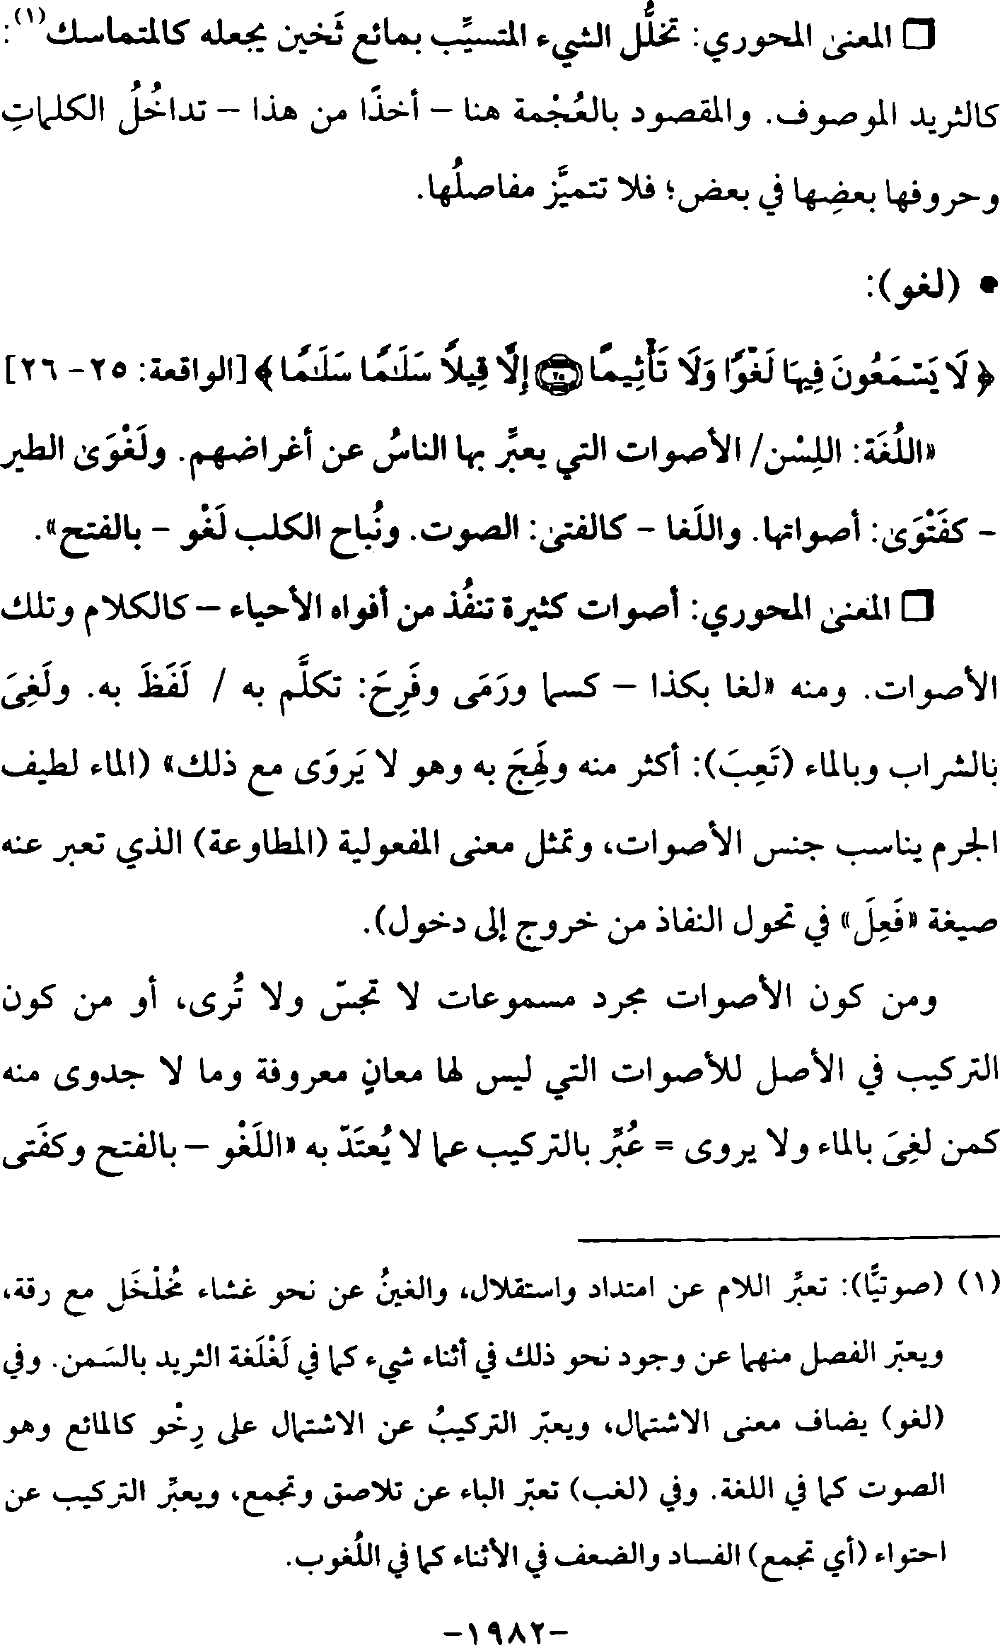 ❒ المعنىٰ المحوري: تخلُّل الشيء المتسيِّب بمائع ثَخين يجعله كالمتماسك(١):
كالثريد الموصوف. والمقصود بالعُجْمة هنا – أخذًا من هذا – تداخُلُ الكلماتِ
وحروفها بعضِها في بعض؛ فلا تتميَّز مفاصلُها.
• (لغو):
﴿ لَا يَسْمَعُونَ فِيهَا لَغْوًا وَلَا تَأْثِيمًا ۝٢٥ إِلَّا قِيلًا سَلَٰمًا سَلَٰمًا ﴾ [الواقعة: ٢٥- ٢٦]
«اللُغَة: اللِسْن/ الأصوات التي يعبِّر بها الناسُ عن أغراضهم. ولَغْوَىٰ الطير
– كفَتْوَىٰ: أصواتها. واللَغا – كالفتىٰ: الصوت. ونُباح الكلب لَغْو – بالفتح».
❒ المَعنىٰ المحوري: أصوات كثيرة تنفُذ من أفواه الأحياء – كالكلام وتلك
الأصوات. ومنه «لغا بكذا – كسما ورَمَى وفَرِحَ: تكلَّم به / لَفَظَ به. ولَغِىَ
بالشراب وبالماء (تَعِبَ): أكثر منه ولَهِجَ به وهو لا يَروَى مع ذلك» (الماء لطيف
الجرم يناسب جنس الأصوات، وتمثل معنى المفعولية (المطاوعة) الذي تعبر عنه
صيغة «فَعِلَ» في تحول النفاذ من خروج إلى دخول).
ومن كون الأصوات مجرد مسموعات لا تجسّ ولا تُرى، أو من كون
التركيب في الأصل للأصوات التي ليس لها معانٍ معروفة وما لا جدوى منه
كمن لغِىَ بالماء ولا يروى = عُبِّر بالتركيب عما لا يُعتَدّ به «اللَغْو – بالفتح وكفَتى
(١) (صوتيًّا): تعبِّر اللام عن امتداد واستقلال، والغينُ عن نحو غشاء مُخلْخَل مع رقة،
ويعبّر الفصل منهما عن وجود نحو ذلك في أثناء شيء كما في لَغْلَغة الثريد بالسَمن. وفي
(لغو) يضاف معنى الاشتمال، ويعبّر التركيبُ عن الاشتمال على رِخْو كالمائع وهو
الصوت كما في اللغة. وفي (لغب) تعبّر الباء عن تلاصق وتجمع، ويعبِّر التركيب عن
احتواء (أي تجمع) الفساد والضعف في الأثناء كما في اللُغوب.
-١٩٨٢-